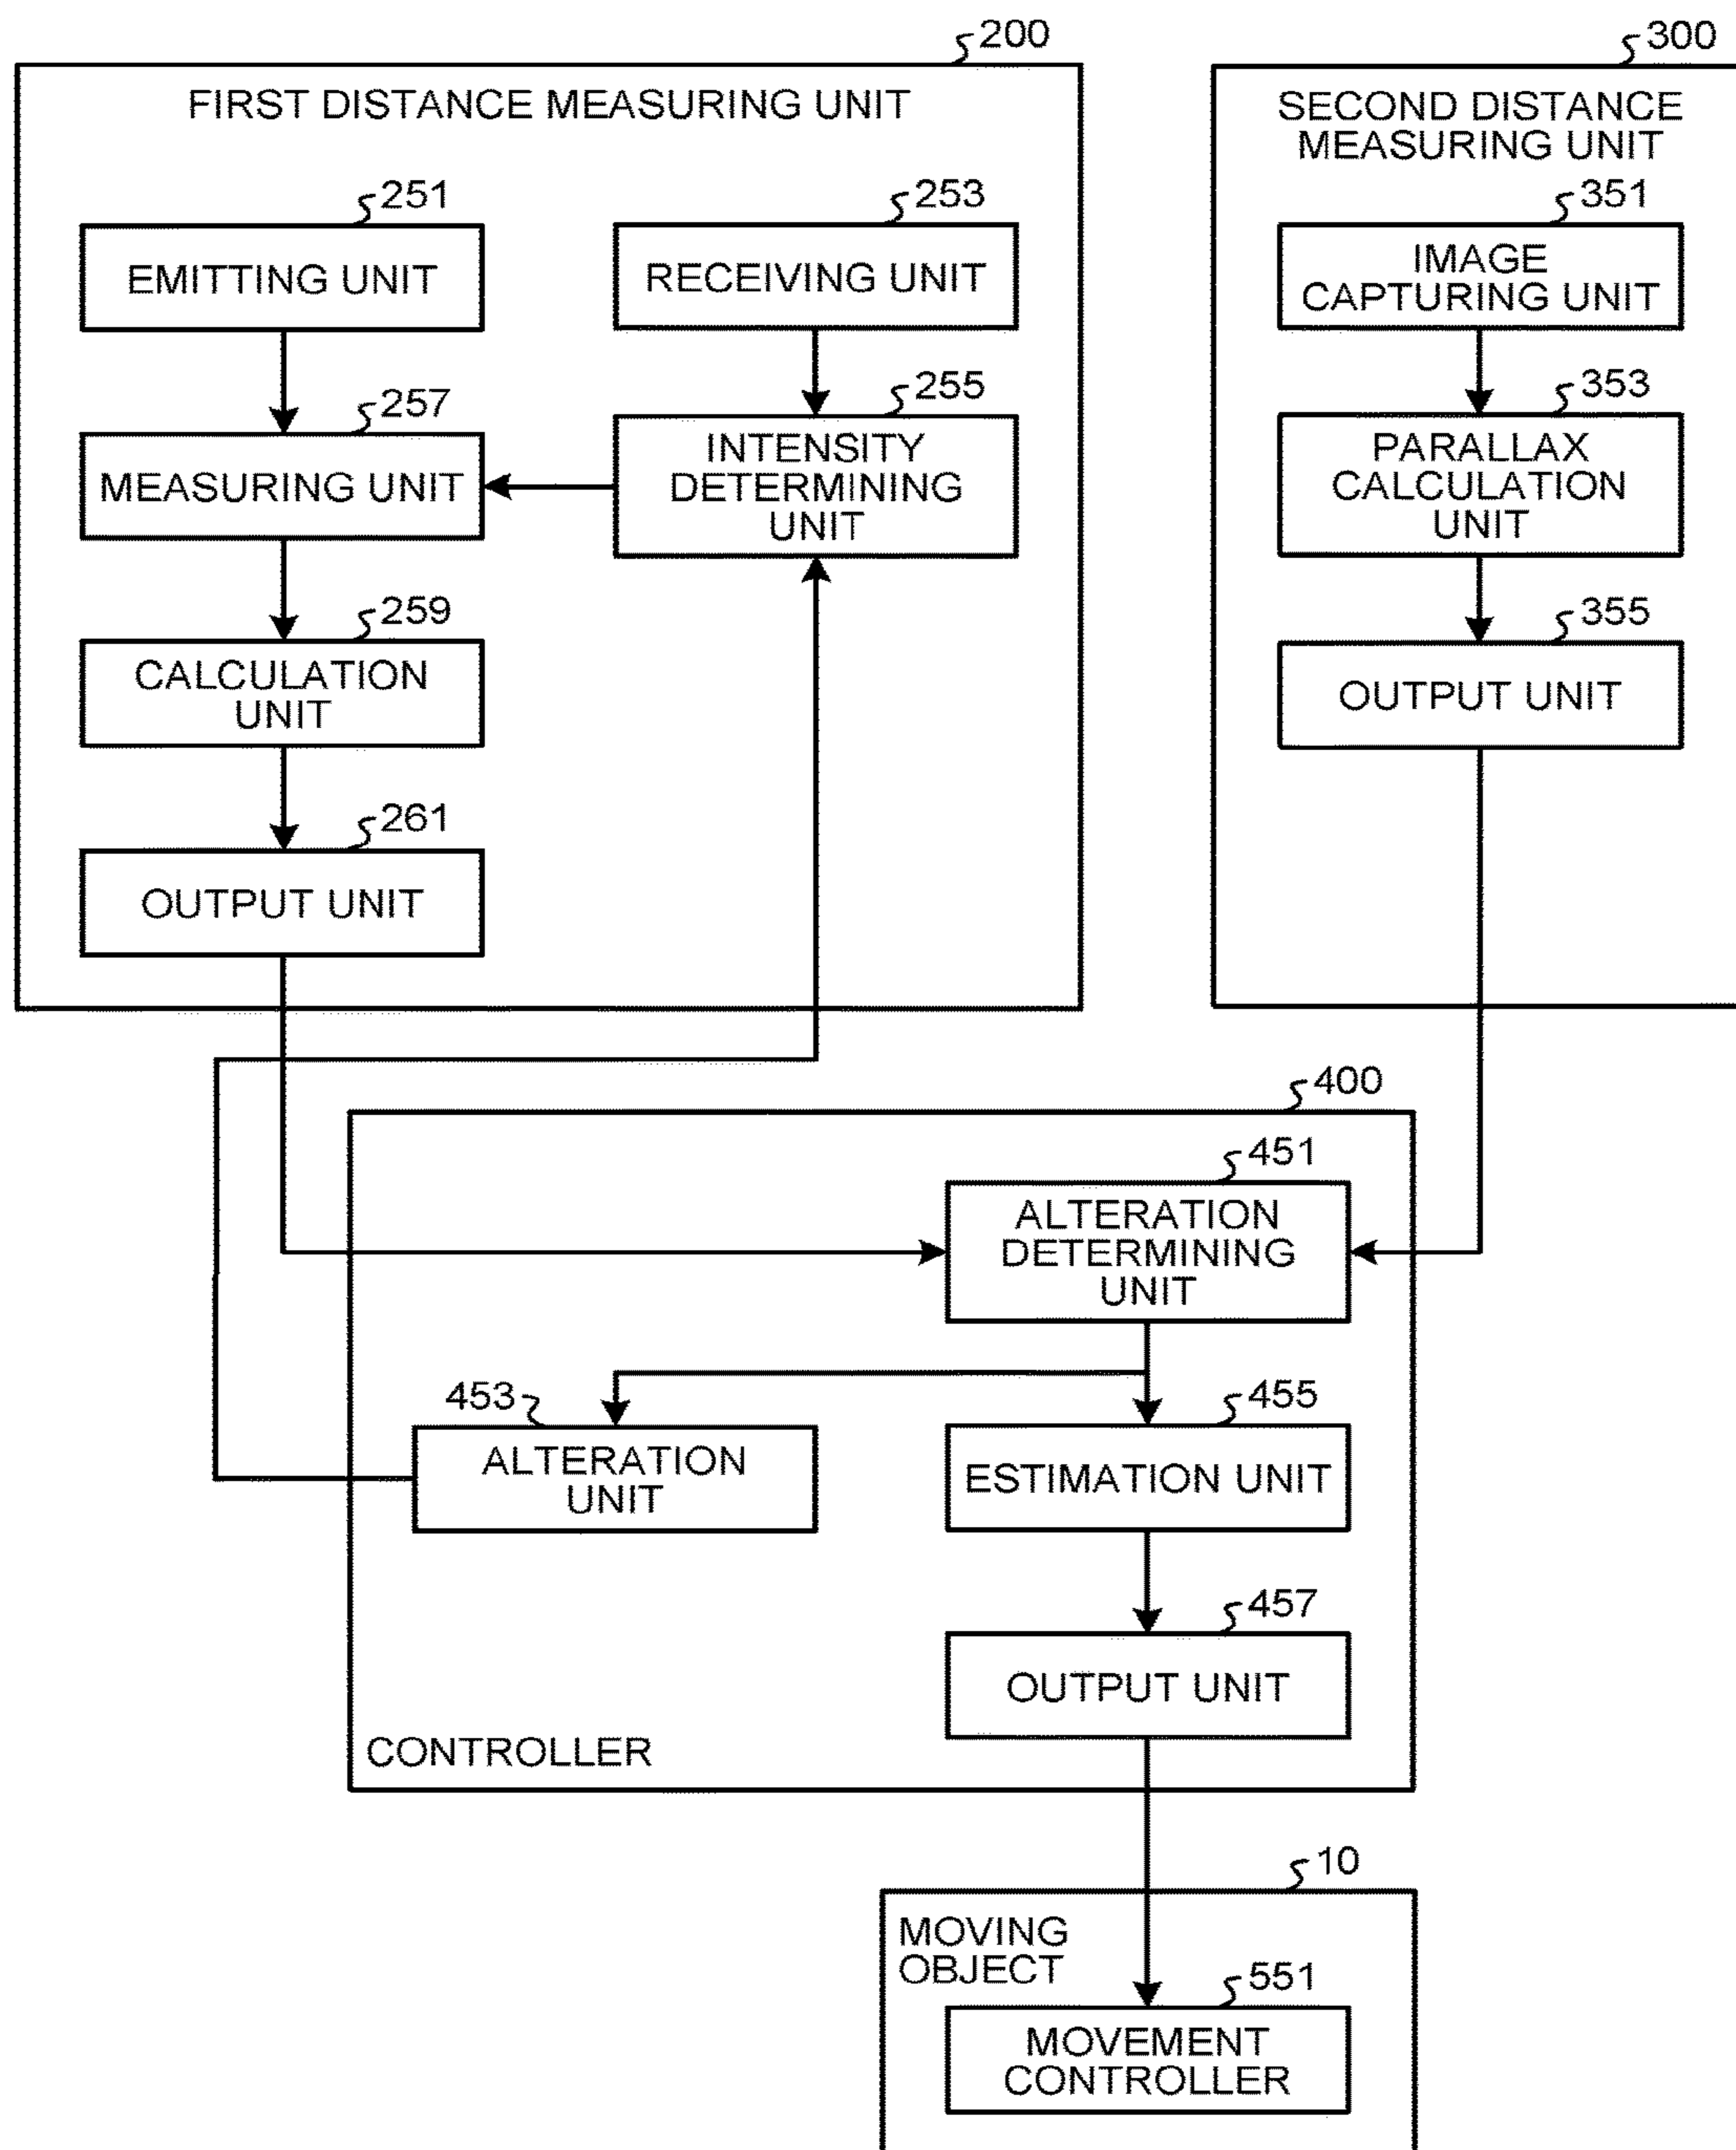 200
FIRST DISTANCE MEASURING UNIT
251
EMITTING UNIT
253
RECEIVING UNIT
257
MEASURING UNIT
255
INTENSITY
DETERMINING
UNIT
259
CALCULATION
UNIT
261
OUTPUT UNIT
300
SECOND DISTANCE
MEASURING UNIT
351
IMAGE
CAPTURING UNIT
353
PARALLAX
CALCULATION
UNIT
355
OUTPUT UNIT
400
451
ALTERATION
DETERMINING
UNIT
453
ALTERATION
UNIT
455
ESTIMATION UNIT
457
OUTPUT UNIT
CONTROLLER
10
MOVING
OBJECT
551
MOVEMENT
CONTROLLER